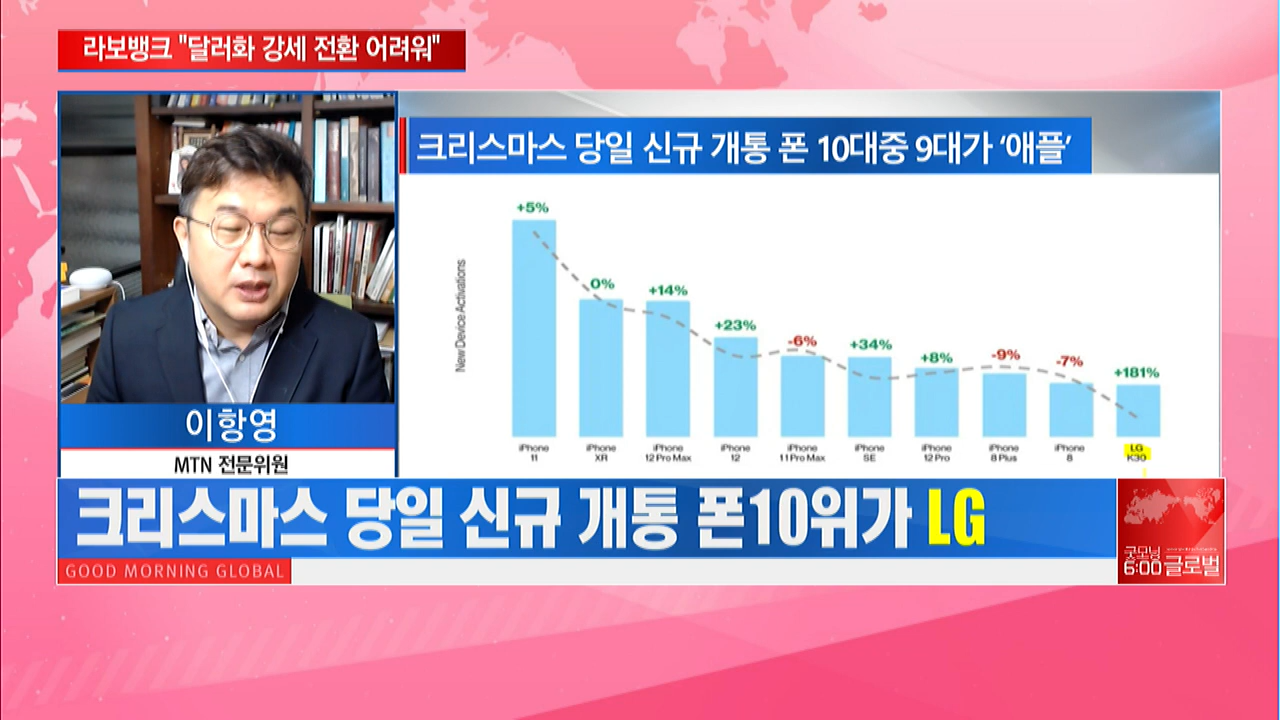 라보뱅크 "달러화 강세 전환 어려워"
크리스마스 당일 신규 개통 폰 10대중 9대가 '애플'
New Device Activations
+5%
0%
+14%
+23%
-6%
+34%
+8%
-9%
-7%
+181%
iPhone 11
iPhone XR
iPhone 12 Pro Max
iPhone 12
iPhone 11 Pro Max
iPhone SE
iPhone 12 Pro
iPhone 8 Plus
iPhone 8
LG K30
이항영
MTN 전문위원
크리스마스 당일 신규 개통 폰10위가 LG
GOOD MORNING GLOBAL
굿모닝
6:00 글로벌